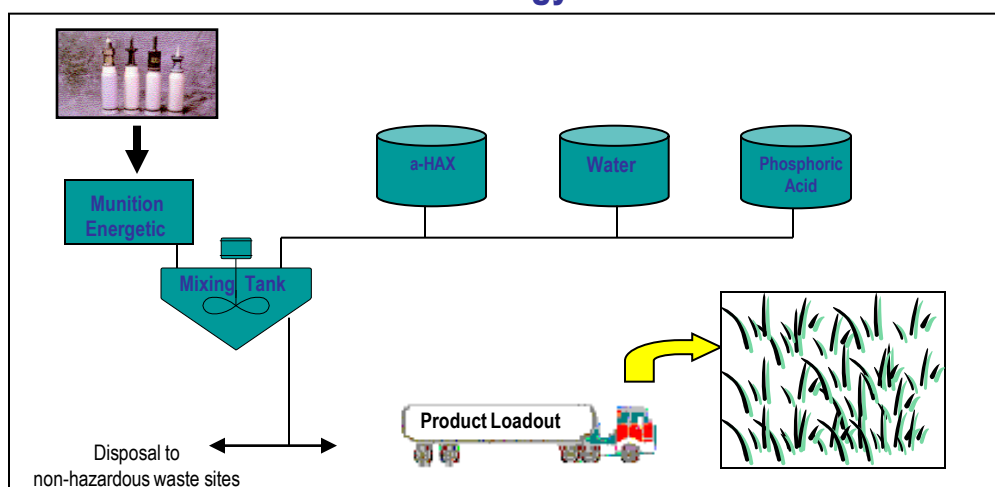 a-HAX
Water
Phosphoric
Acid
Munition
Energetic
Mixing Tank
Product Loadout
Disposal to
non-hazardous waste sites